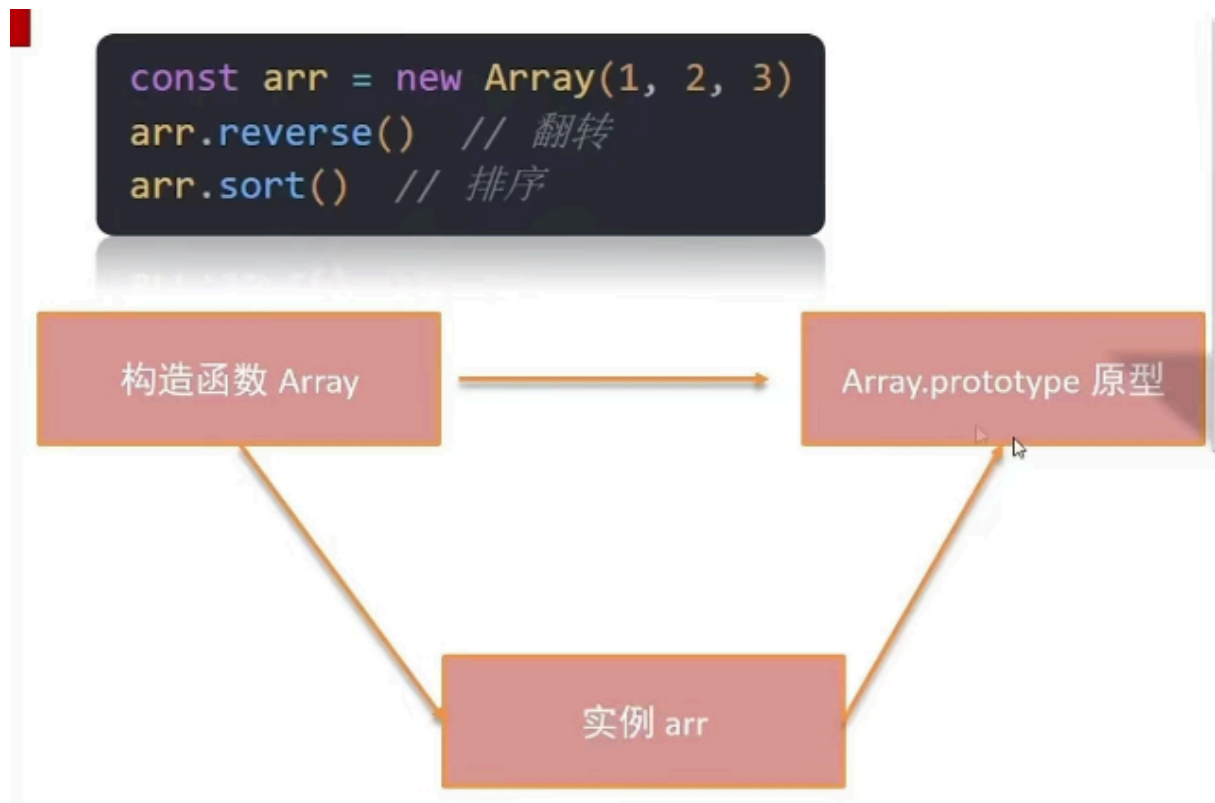 const arr = new Array(1, 2, 3)
arr.reverse()  // 翻转
arr.sort()  // 排序
构造函数 Array
Array.prototype 原型
实例 arr